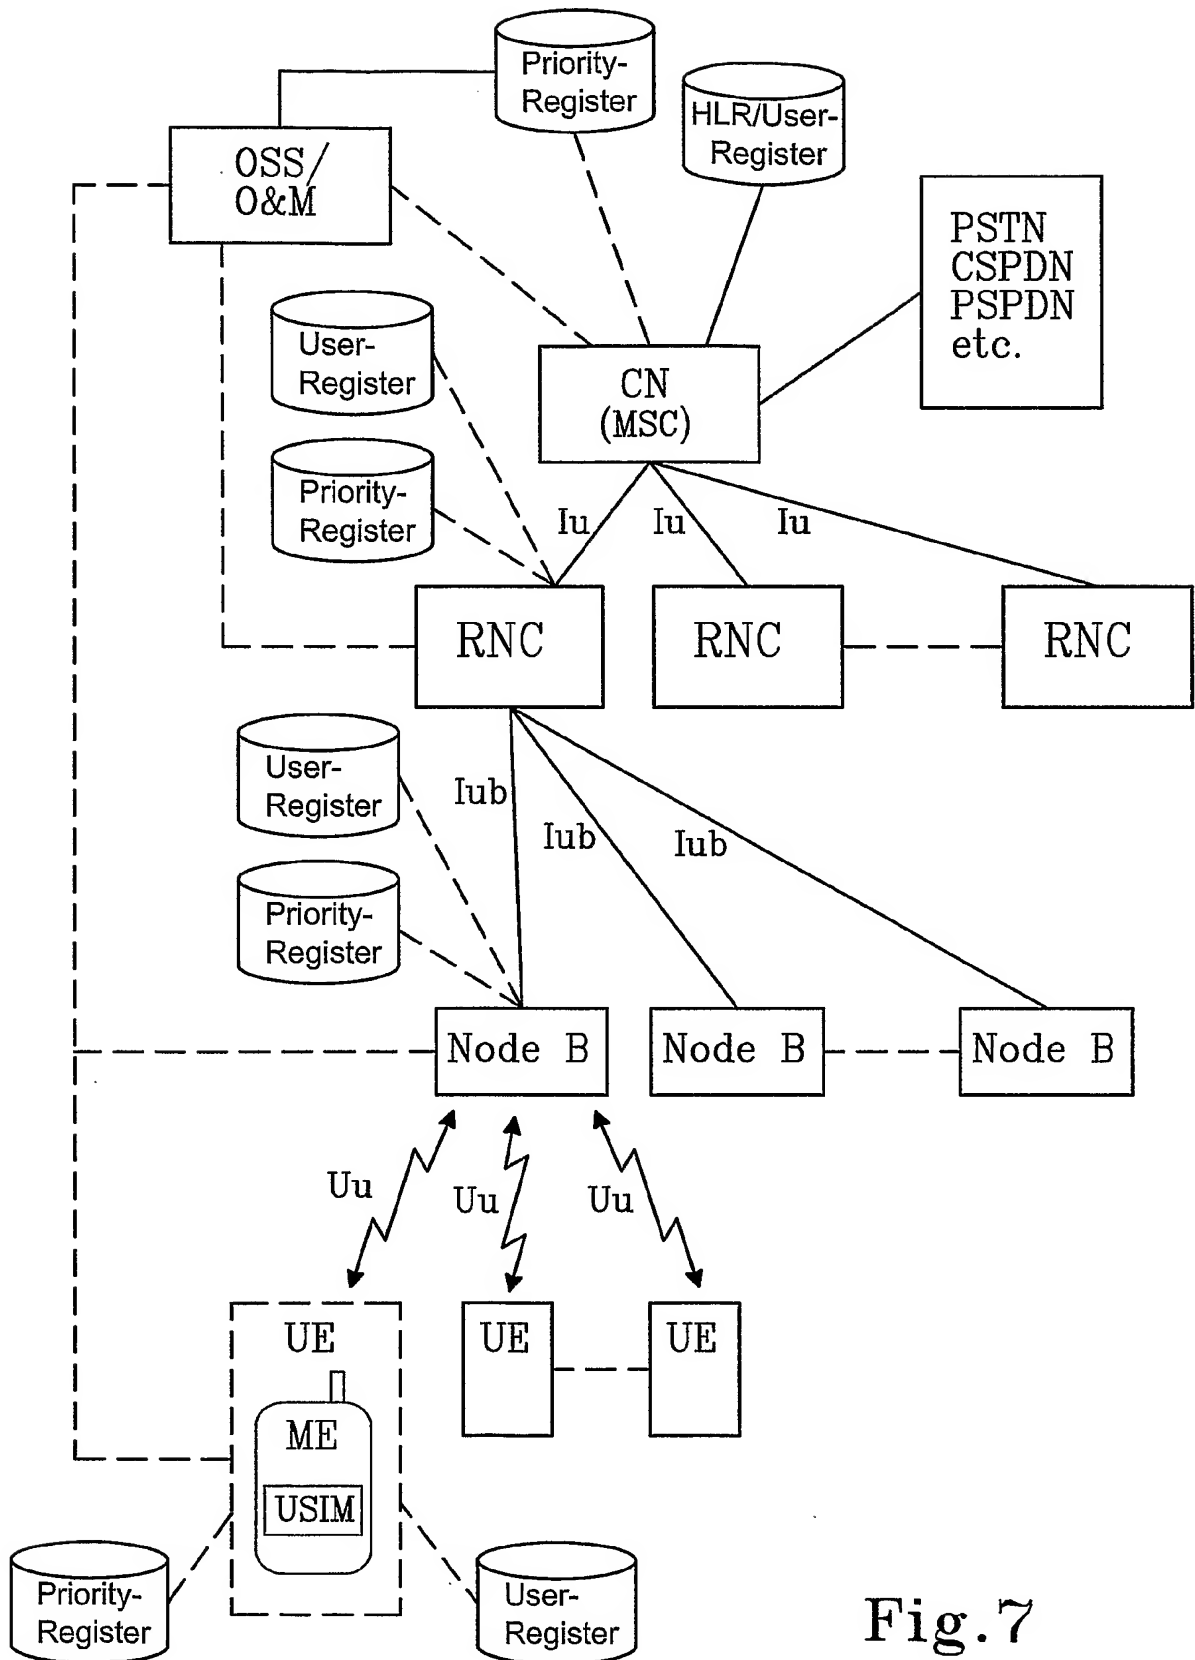 Priority-
Register
HLR/User-
Register
OSS/
O&M
PSTN
CSPDN
PSPDN
etc.
User-
Register
CN
(MSC)
Priority-
Register
Iu
Iu
Iu
RNC
RNC
RNC
User-
Register
Iub
Iub
Iub
Priority-
Register
Node B
Node B
Node B
Uu
Uu
Uu
UE
UE
UE
ME
USIM
Priority-
Register
User-
Register
Fig.7